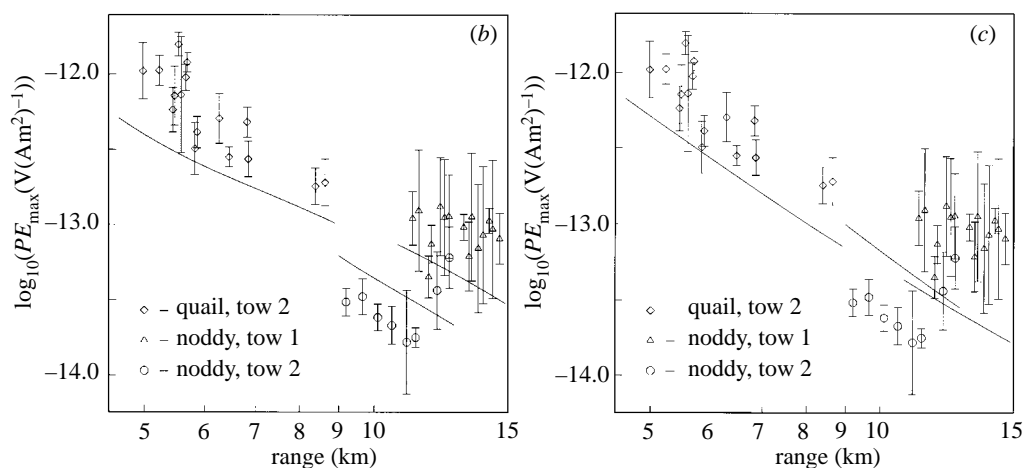 (b)
log₁₀(PEₘₐₓ(V(Am²)⁻¹))
−12.0
−13.0
−14.0
quail, tow 2
noddy, tow 1
noddy, tow 2
5 6 7 8 9 10 15
range (km)
(c)
log₁₀(PEₘₐₓ(V(Am²)⁻¹))
−12.0
−13.0
−14.0
quail, tow 2
noddy, tow 1
noddy, tow 2
5 6 7 8 9 10 15
range (km)